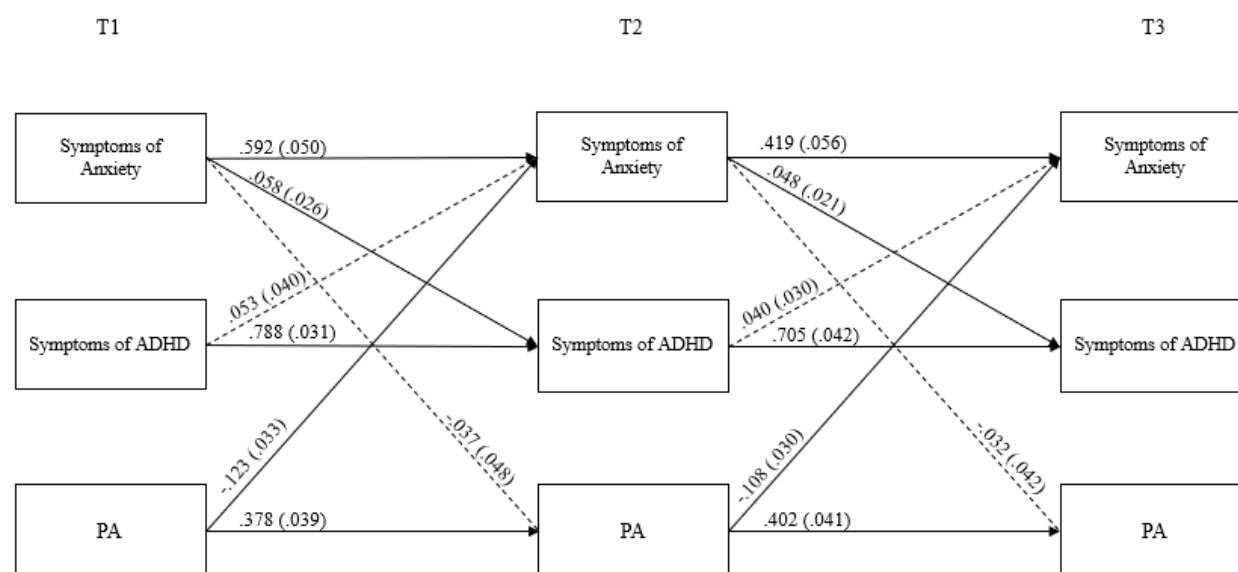 T1
T2
T3
Symptoms of
Anxiety
.592 (.050)
Symptoms of
Anxiety
.419 (.056)
Symptoms of
Anxiety
.058 (.026)
.048 (.021)
.053 (.040)
.040 (.030)
Symptoms of ADHD
.788 (.031)
Symptoms of ADHD
.705 (.042)
Symptoms of ADHD
-.123 (.033)
-.037 (.048)
-.108 (.030)
-.032 (.042)
PA
.378 (.039)
PA
.402 (.041)
PA